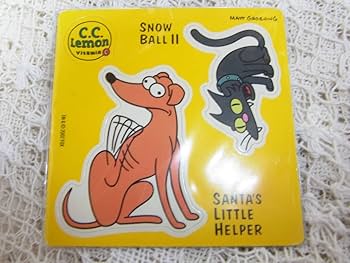 C.C.
Lemon
VITAMIN C
SNOW
BALL II
MATT GROENING
SANTA'S
LITTLE
HELPER